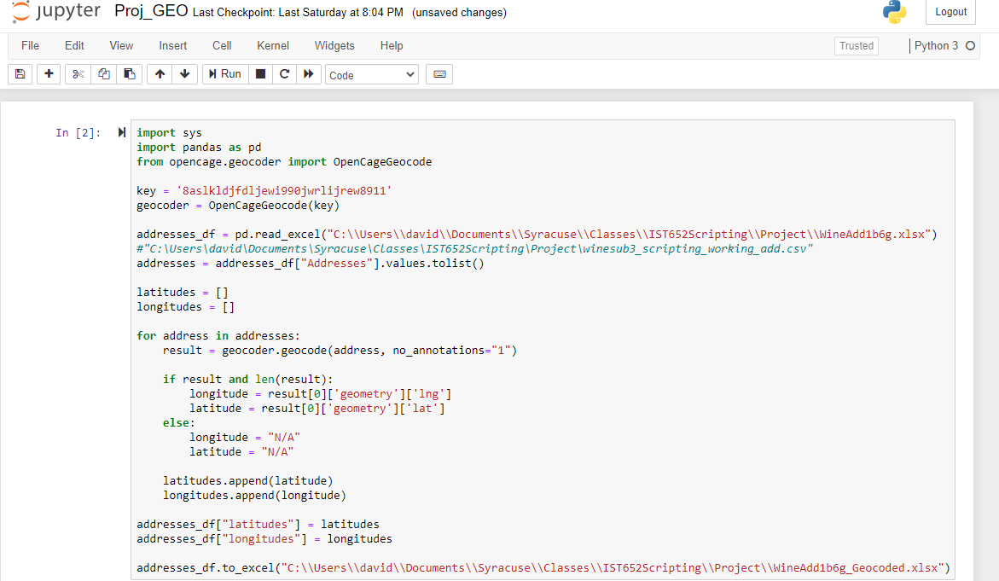 jupyter Proj_GEO Last Checkpoint: Last Saturday at 8:04 PM (unsaved changes) Logout
File Edit View Insert Cell Kernel Widgets Help Trusted Python 3
Run Code
In [2]:
import sys
import pandas as pd
from opencage.geocoder import OpenCageGeocode
key = '8aslkldjfdljewi990jwrlijrew8911'
geocoder = OpenCageGeocode(key)
addresses_df = pd.read_excel("C:\\Users\\david\\Documents\\Syracuse\\Classes\\IST652Scripting\\Project\\WineAdd1b6g.xlsx")
#"C:\Users\david\Documents\Syracuse\Classes\IST652Scripting\Project\winesub3_scripting_working_add.csv"
addresses = addresses_df["Addresses"].values.tolist()
latitudes = []
longitudes = []
for address in addresses:
    result = geocoder.geocode(address, no_annotations="1")
    if result and len(result):
        longitude = result[0]['geometry']['lng']
        latitude = result[0]['geometry']['lat']
    else:
        longitude = "N/A"
        latitude = "N/A"
    latitudes.append(latitude)
    longitudes.append(longitude)
addresses_df["latitudes"] = latitudes
addresses_df["longitudes"] = longitudes
addresses_df.to_excel("C:\\Users\\david\\Documents\\Syracuse\\Classes\\IST652Scripting\\Project\\WineAdd1b6g_Geocoded.xlsx")